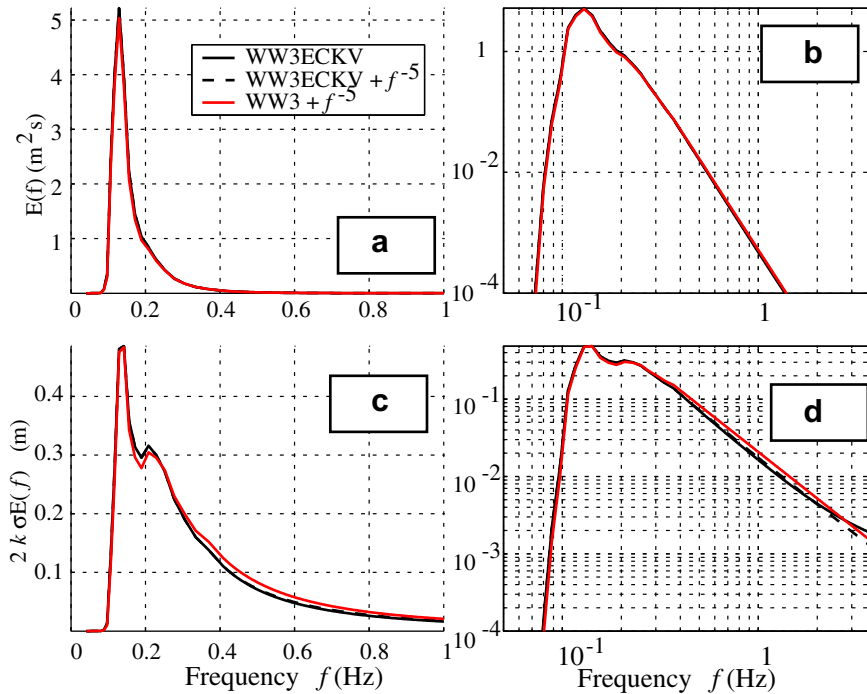 5
4
3
2
1
E(f) (m² s)
WW3ECKV
WW3ECKV + f⁻⁵
WW3 + f⁻⁵
a
0 0.2 0.4 0.6 0.8 1
1
10⁻²
10⁻⁴
b
10⁻¹ 1
0.4
0.3
0.2
0.1
2 k σE(f) (m)
c
0 0.2 0.4 0.6 0.8 1
Frequency f (Hz)
10⁻¹
10⁻²
10⁻³
10⁻⁴
d
10⁻¹ 1
Frequency f (Hz)